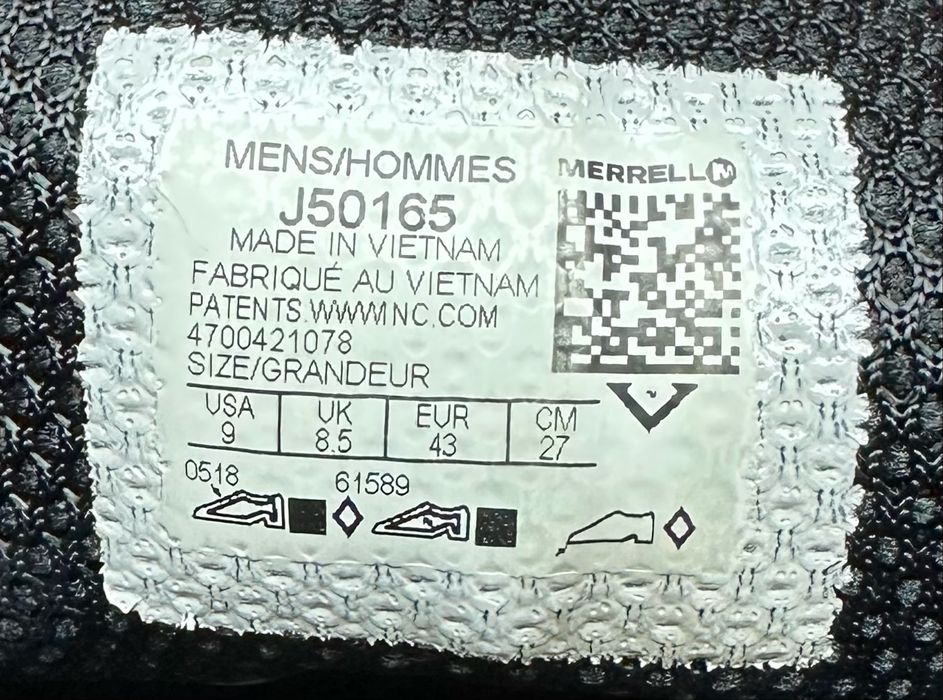 MENS/HOMMES
J50165
MADE IN VIETNAM
FABRIQUÉ AU VIETNAM
PATENTS.WWWINC.COM
4700421078
SIZE/GRANDEUR
USA UK EUR CM
9 8.5 43 27
0518 61589
MERRELL